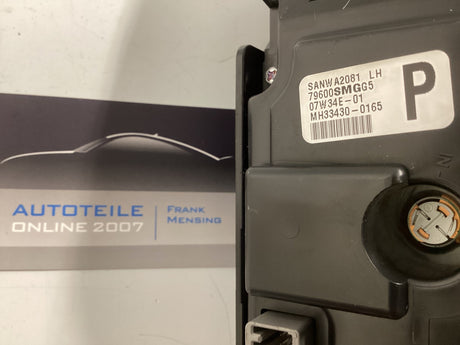 SANWA2081 LH
79600SMGG5
07W34E-01
MH33430-0165
P
AUTOTEILE
ONLINE 2007
FRANK
MENSING